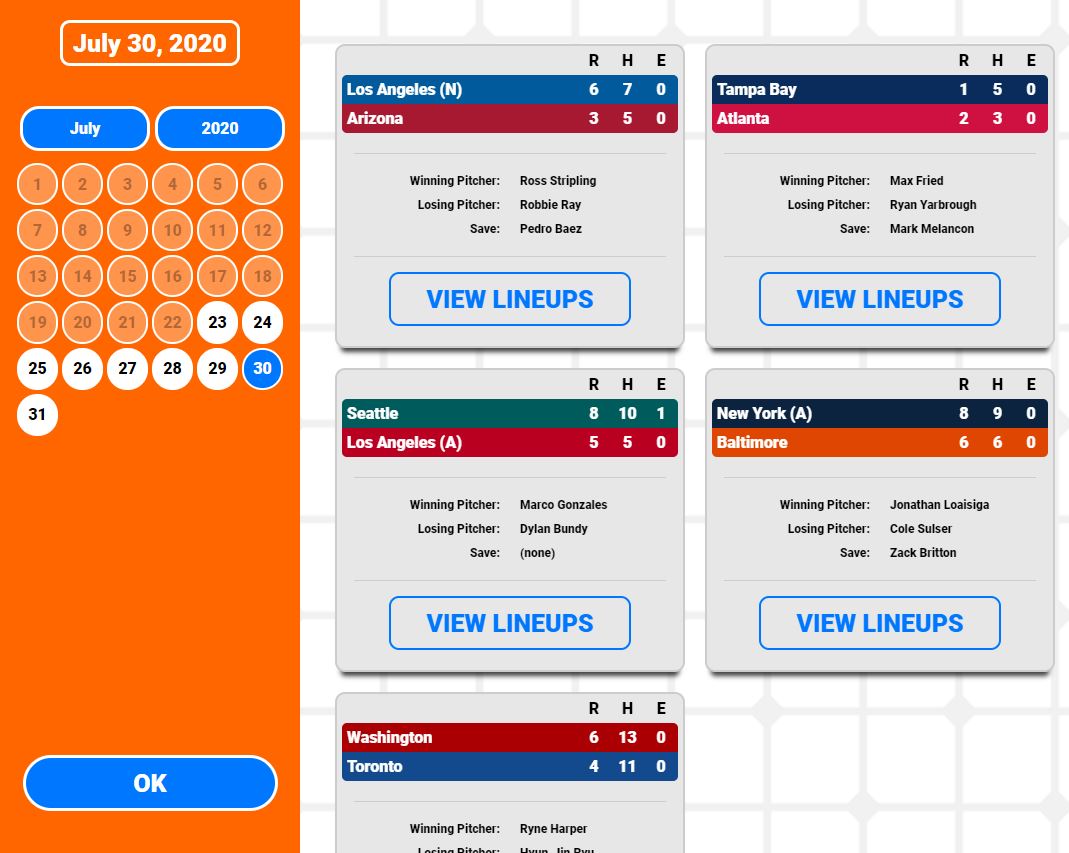 July 30, 2020
July 2020
1 2 3 4 5 6
7 8 9 10 11 12
13 14 15 16 17 18
19 20 21 22 23 24
25 26 27 28 29 30
31
OK
R H E
Los Angeles (N) 6 7 0
Arizona 3 5 0
Winning Pitcher: Ross Stripling
Losing Pitcher: Robbie Ray
Save: Pedro Baez
VIEW LINEUPS
R H E
Tampa Bay 1 5 0
Atlanta 2 3 0
Winning Pitcher: Max Fried
Losing Pitcher: Ryan Yarbrough
Save: Mark Melancon
VIEW LINEUPS
R H E
Seattle 8 10 1
Los Angeles (A) 5 5 0
Winning Pitcher: Marco Gonzales
Losing Pitcher: Dylan Bundy
Save: (none)
VIEW LINEUPS
R H E
New York (A) 8 9 0
Baltimore 6 6 0
Winning Pitcher: Jonathan Loaisiga
Losing Pitcher: Cole Sulser
Save: Zack Britton
VIEW LINEUPS
R H E
Washington 6 13 0
Toronto 4 11 0
Winning Pitcher: Ryne Harper
Losing Pitcher: Hyun-Jin Ryu